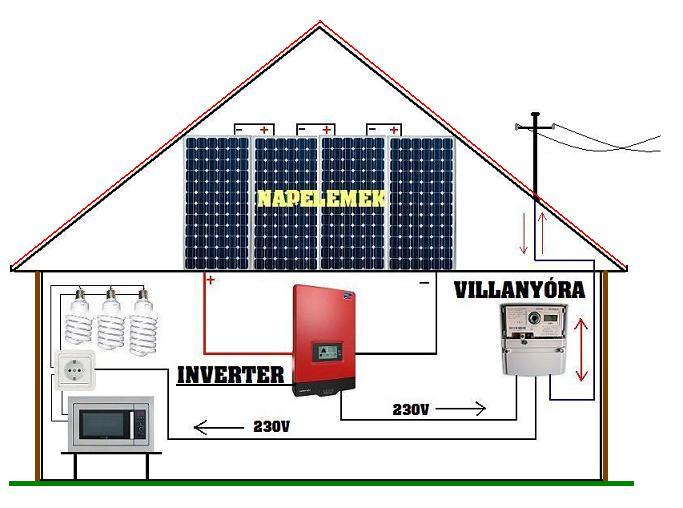 − + − + − +
NAPELEMEK
+ −
VILLANYÓRA
INVERTER
230V
230V